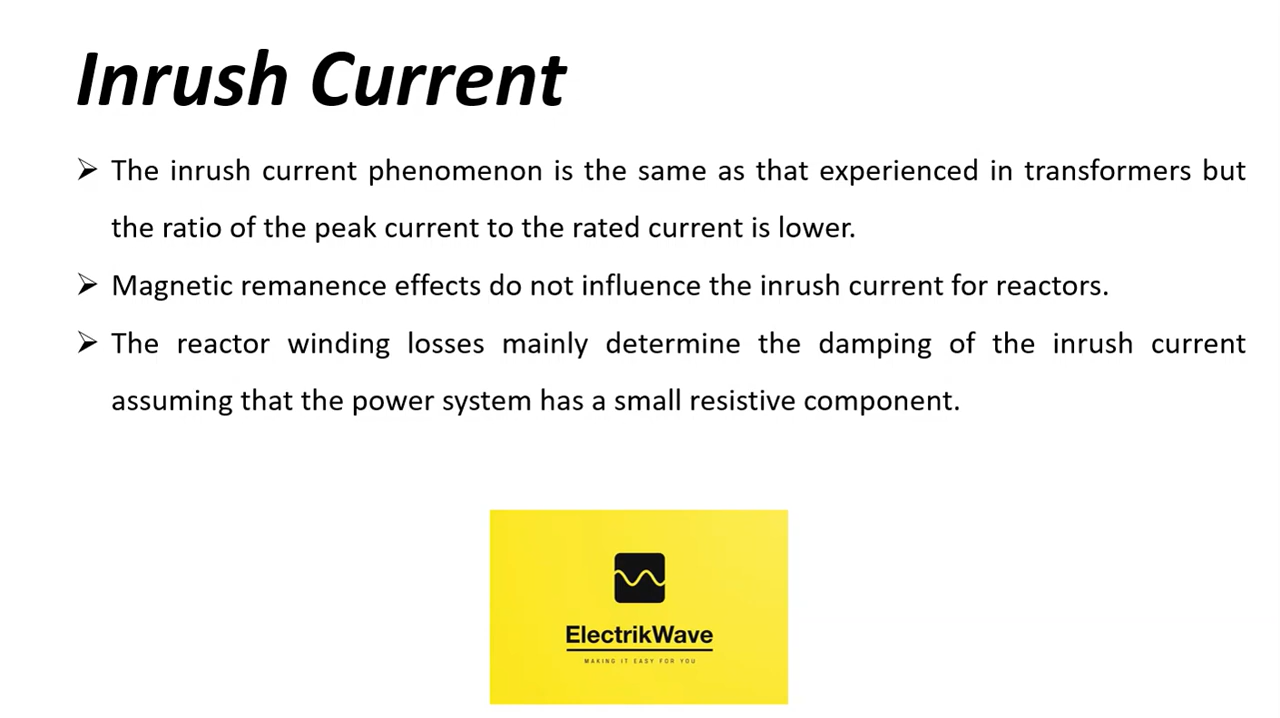 Inrush Current
➢ The inrush current phenomenon is the same as that experienced in transformers but
the ratio of the peak current to the rated current is lower.
➢ Magnetic remanence effects do not influence the inrush current for reactors.
➢ The reactor winding losses mainly determine the damping of the inrush current
assuming that the power system has a small resistive component.
ElectrikWave
MAKING IT EASY FOR YOU